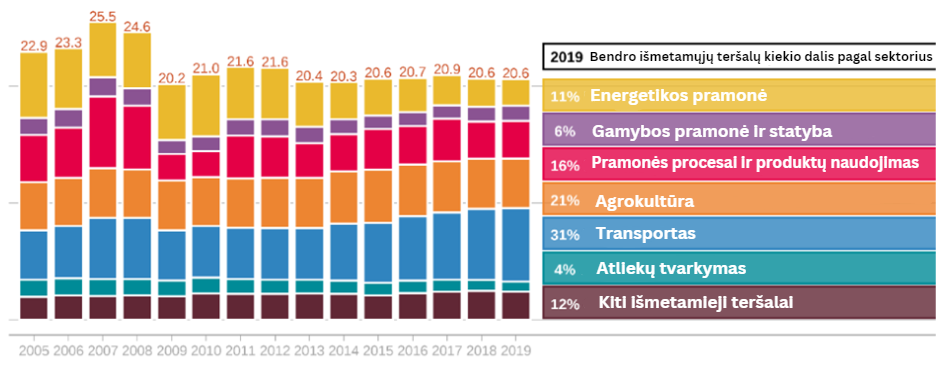 22.9 23.3 25.5 24.6 20.2 21.0 21.6 21.6 20.4 20.3 20.6 20.7 20.9 20.6 20.6
2019 Bendro išmetamųjų teršalų kiekio dalis pagal sektorius
11% Energetikos pramonė
6% Gamybos pramonė ir statyba
16% Pramonės procesai ir produktų naudojimas
21% Agrokultūra
31% Transportas
4% Atliekų tvarkymas
12% Kiti išmetamieji teršalai
2005 2006 2007 2008 2009 2010 2011 2012 2013 2014 2015 2016 2017 2018 2019